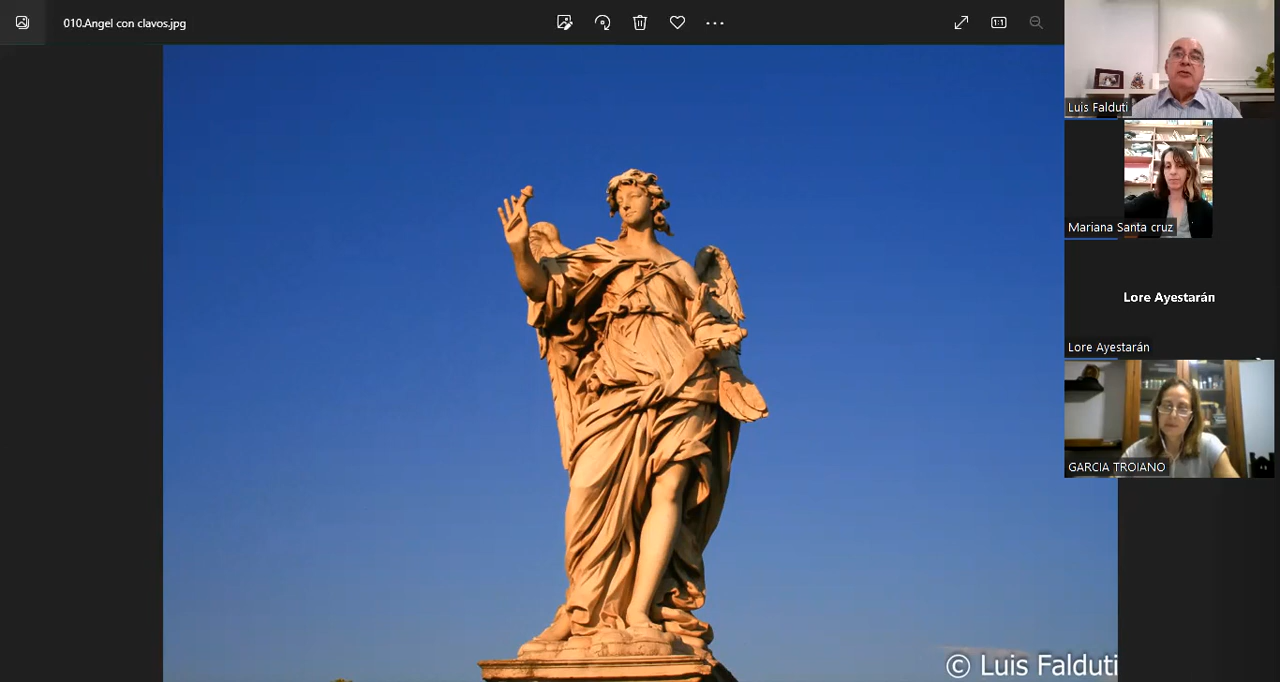 010.Angel con clavos.jpg
Luis Falduti
Mariana Santa cruz
Lore Ayestarán
Lore Ayestarán
GARCIA TROIANO
© Luis Falduti